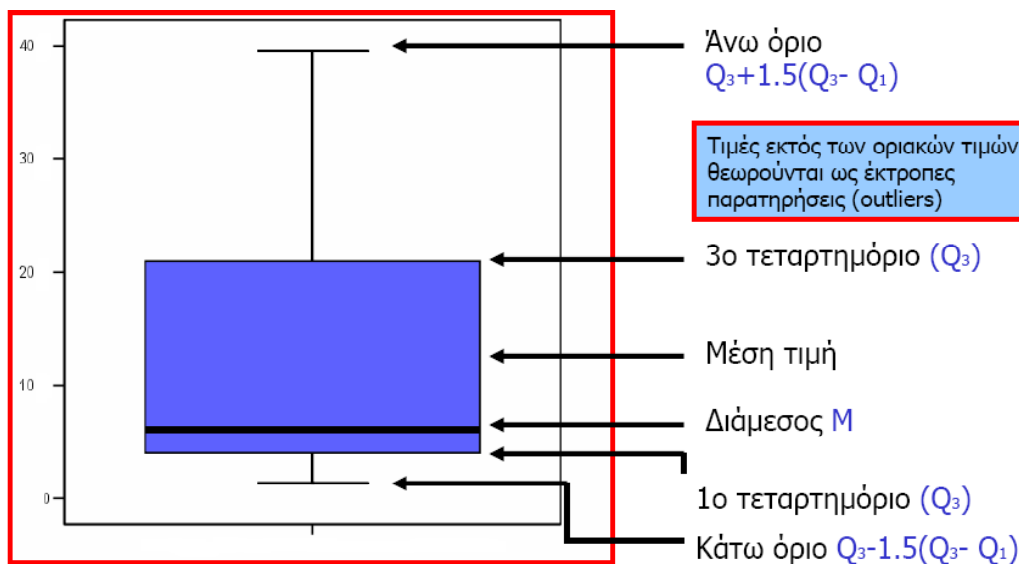 40
30
20
10
0
Άνω όριο
Q₃+1.5(Q₃- Q₁)
Τιμές εκτός των οριακών τιμών
θεωρούνται ως έκτροπες
παρατηρήσεις (outliers)
3ο τεταρτημόριο (Q₃)
Μέση τιμή
Διάμεσος M
1ο τεταρτημόριο (Q₃)
Κάτω όριο Q₃-1.5(Q₃- Q₁)